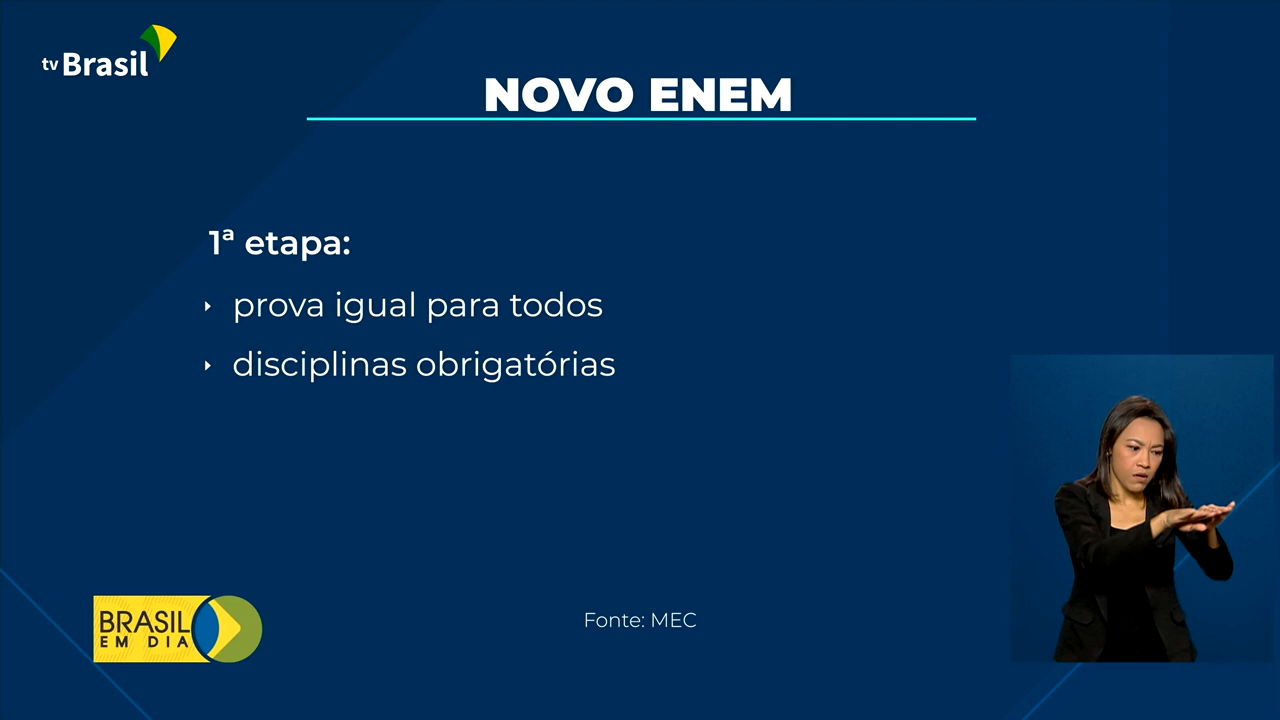 tv Brasil
NOVO ENEM
1ª etapa:
prova igual para todos
disciplinas obrigatórias
BRASIL
EM DIA
Fonte: MEC